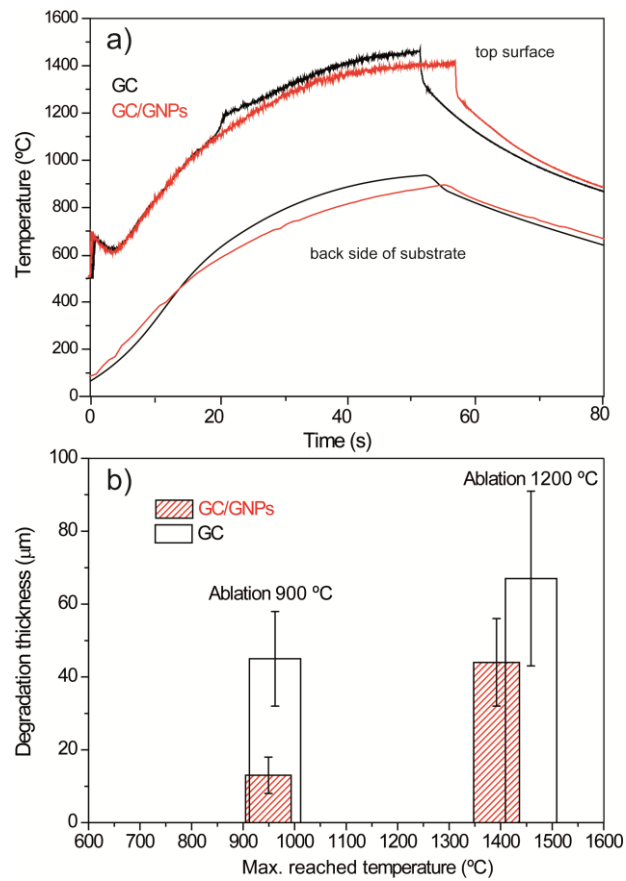 a)
1600
1400
1200
1000
800
600
400
200
0
GC
GC/GNPs
top surface
back side of substrate
Temperature (ºC)
0 20 40 60 80
Time (s)
b)
100
80
60
40
20
0
GC/GNPs
GC
Ablation 900 ºC
Ablation 1200 ºC
Degradation thickness (μm)
600 700 800 900 1000 1100 1200 1300 1400 1500 1600
Max. reached temperature (ºC)